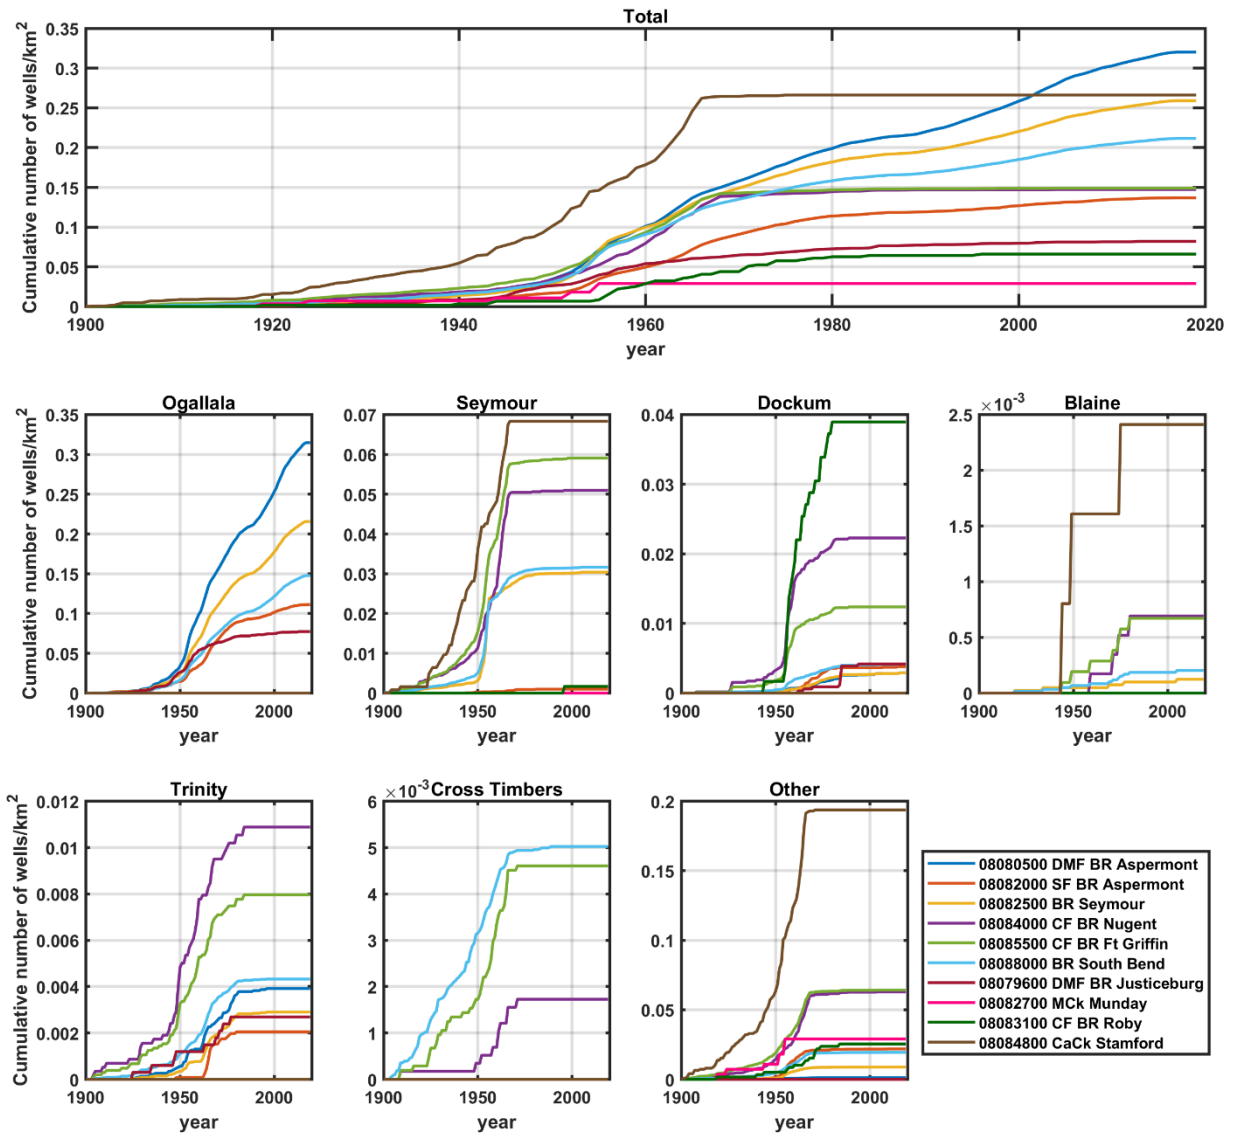 Total
Cumulative number of wells/km2
0.35
0.3
0.25
0.2
0.15
0.1
0.05
0
1900
1920
1940
1960
1980
2000
2020
year
Ogallala
Cumulative number of wells/km2
0.35
0.3
0.25
0.2
0.15
0.1
0.05
0
1900
1950
2000
year
Seymour
0.07
0.06
0.05
0.04
0.03
0.02
0.01
0
1900
1950
2000
year
Dockum
0.04
0.03
0.02
0.01
0
1900
1950
2000
year
Blaine
×10-3
2.5
2
1.5
1
0.5
0
1900
1950
2000
year
Trinity
Cumulative number of wells/km2
0.012
0.01
0.008
0.006
0.004
0.002
0
1900
1950
2000
year
Cross Timbers
×10-3
6
5
4
3
2
1
0
1900
1950
2000
year
Other
0.2
0.15
0.1
0.05
0
1900
1950
2000
year
08080500 DMF BR Aspermont
08082000 SF BR Aspermont
08082500 BR Seymour
08084000 CF BR Nugent
08085500 CF BR Ft Griffin
08088000 BR South Bend
08079600 DMF BR Justiceburg
08082700 MCk Munday
08083100 CF BR Roby
08084800 CaCk Stamford